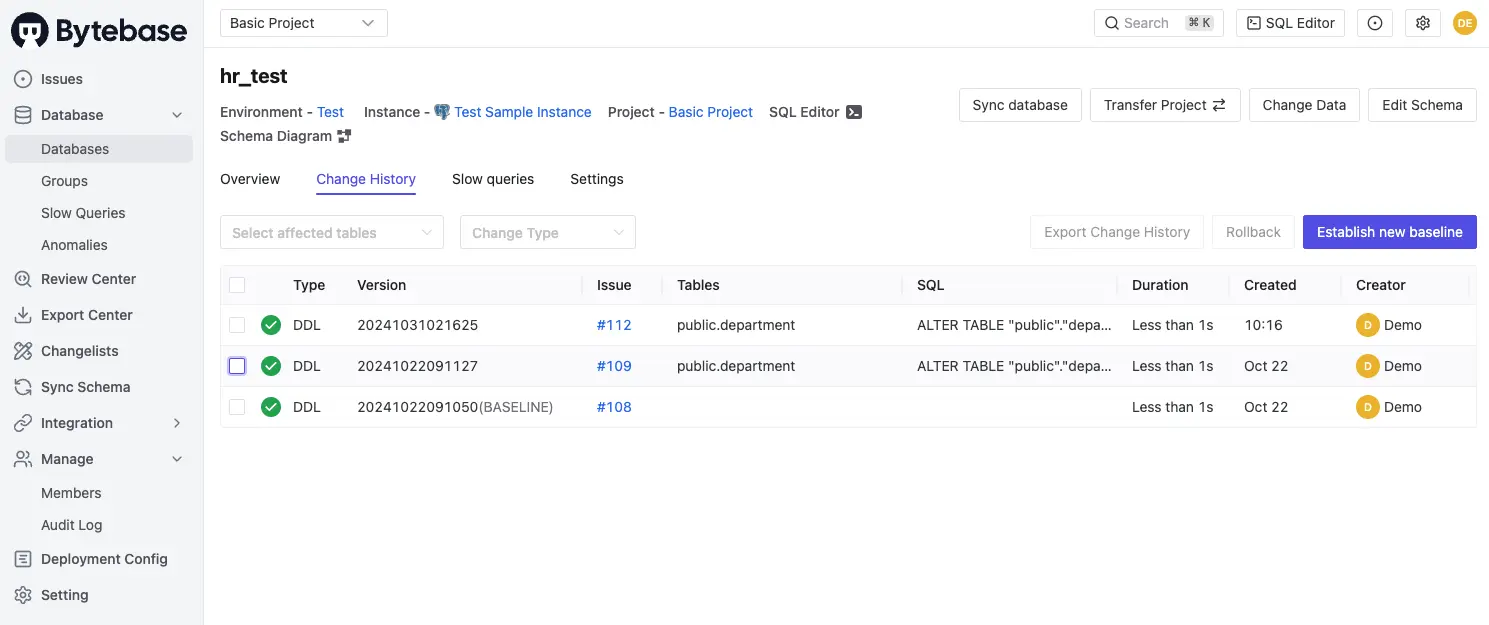 Bytebase
Basic Project
Search ⌘ K
SQL Editor
DE
Issues
Database
Databases
Groups
Slow Queries
Anomalies
Review Center
Export Center
Changelists
Sync Schema
Integration
Manage
Members
Audit Log
Deployment Config
Setting
hr_test
Environment - Test Instance - Test Sample Instance Project - Basic Project SQL Editor
Schema Diagram
Sync database Transfer Project Change Data Edit Schema
Overview Change History Slow queries Settings
Select affected tables Change Type Export Change History Rollback Establish new baseline
Type Version Issue Tables SQL Duration Created Creator
DDL 20241031021625 #112 public.department ALTER TABLE "public"."depa... Less than 1s 10:16 D Demo
DDL 20241022091127 #109 public.department ALTER TABLE "public"."depa... Less than 1s Oct 22 D Demo
DDL 20241022091050(BASELINE) #108 Less than 1s Oct 22 D Demo